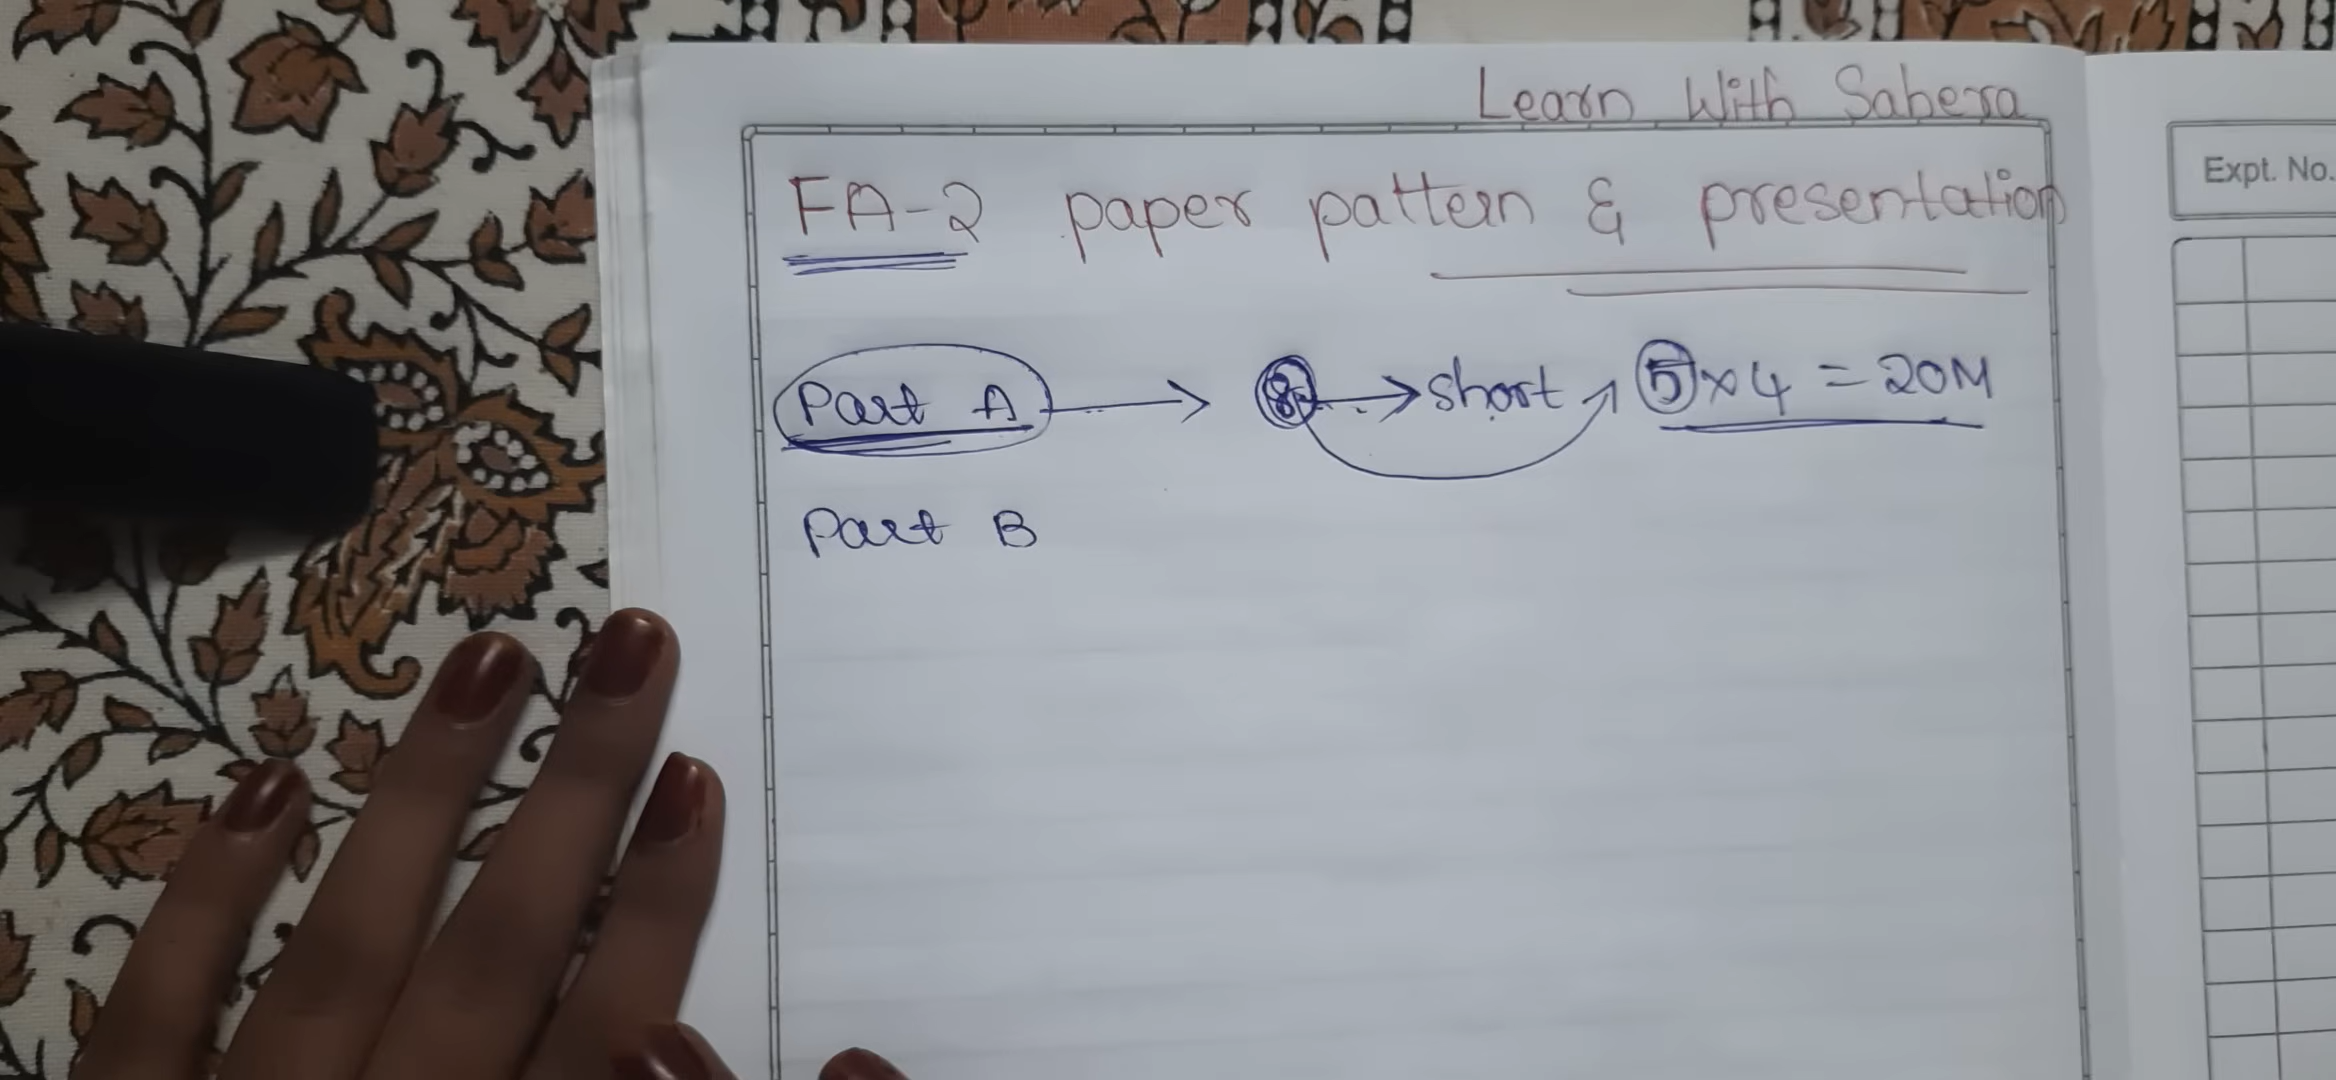 Learn With Sabera
FA-2 paper pattern & presentation
Expt. No.
Part A → 8 → short 5 × 4 = 20M
Part B